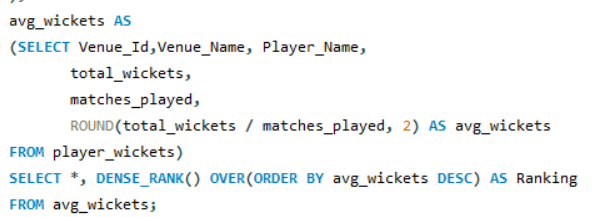 avg_wickets AS
(SELECT Venue_Id,Venue_Name, Player_Name,
total_wickets,
matches_played,
ROUND(total_wickets / matches_played, 2) AS avg_wickets
FROM player_wickets)
SELECT *, DENSE_RANK() OVER(ORDER BY avg_wickets DESC) AS Ranking
FROM avg_wickets;